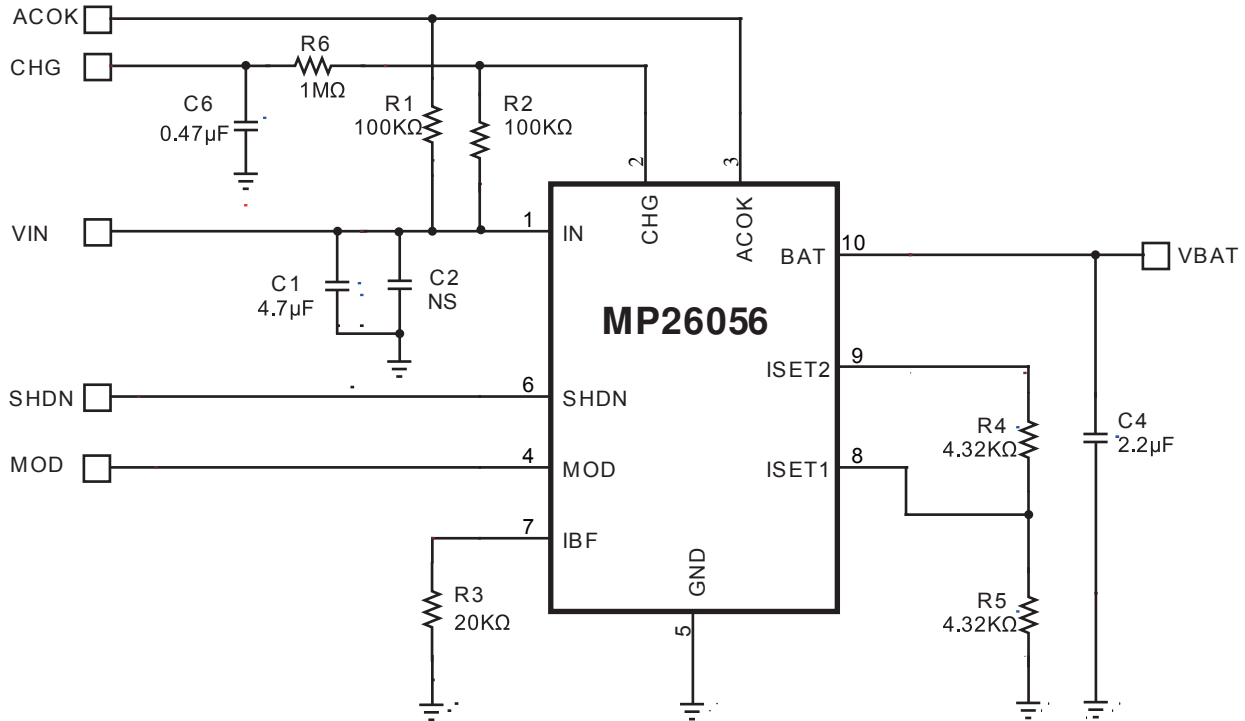 ACOK
CHG
R6
1MΩ
C6
0.47µF
R1
100KΩ
R2
100KΩ
2
3
CHG
ACOK
VIN
1
IN
C1
4.7µF
C2
NS
BAT
10
VBAT
MP26056
ISET2
9
SHDN
6
SHDN
R4
4.32KΩ
C4
2.2µF
MOD
4
MOD
ISET1
8
7
IBF
R3
20KΩ
GND
5
R5
4.32KΩ